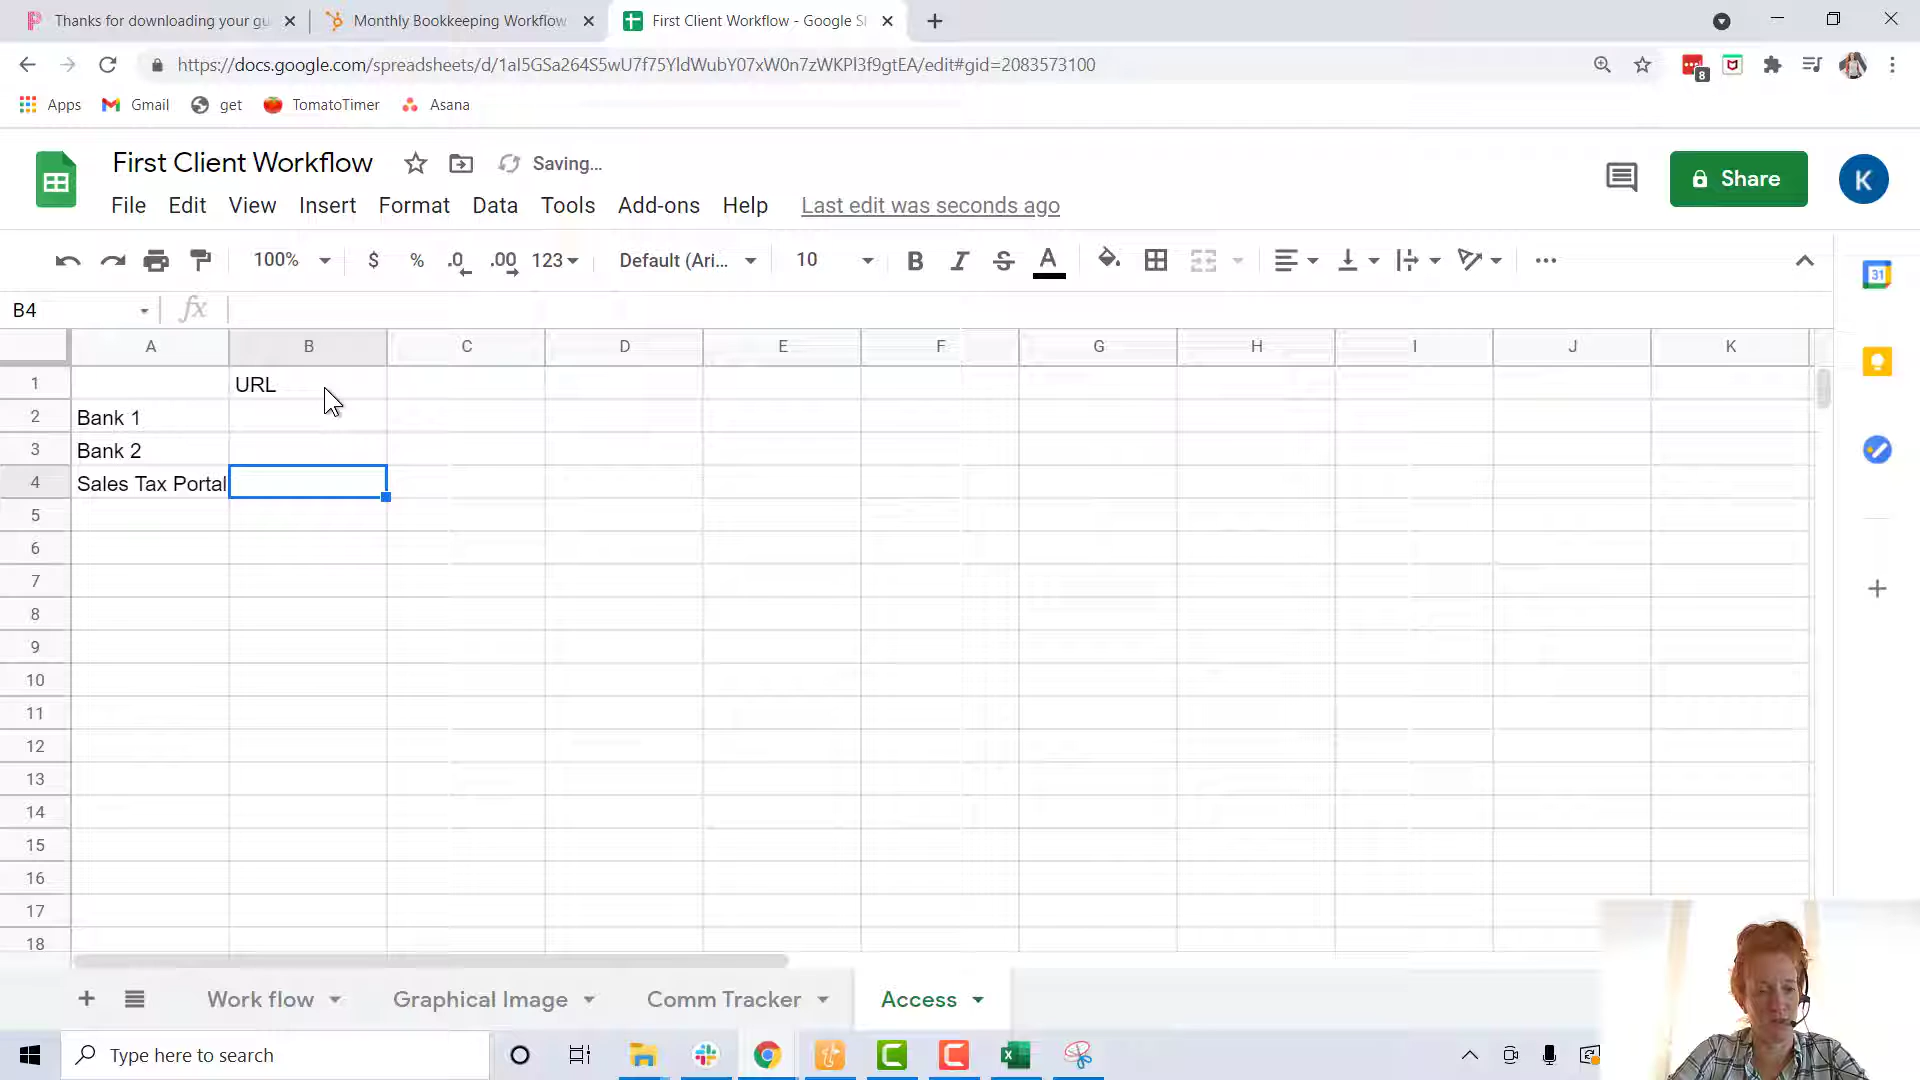 Thanks for downloading your gu
Monthly Bookkeeping Workflow
First Client Workflow - Google Sh
https://docs.google.com/spreadsheets/d/1aI5GSa264S5wU7f75YldWubY07xW0n7zWKPl3f9gtEA/edit#gid=2083573100
8
Apps
Gmail
get
TomatoTimer
Asana
First Client Workflow
Saving...
Share
K
File
Edit
View
Insert
Format
Data
Tools
Add-ons
Help
Last edit was seconds ago
100%
$
%
.0
.00
123
Default (Ari...
10
B
I
S
A
31
B4
fx
A B C D E F G H I J K
1 URL
2 Bank 1
3 Bank 2
4 Sales Tax Portal
5
6
7
8
9
10
11
12
13
14
15
16
17
18
Work flow
Graphical Image
Comm Tracker
Access
Type here to search